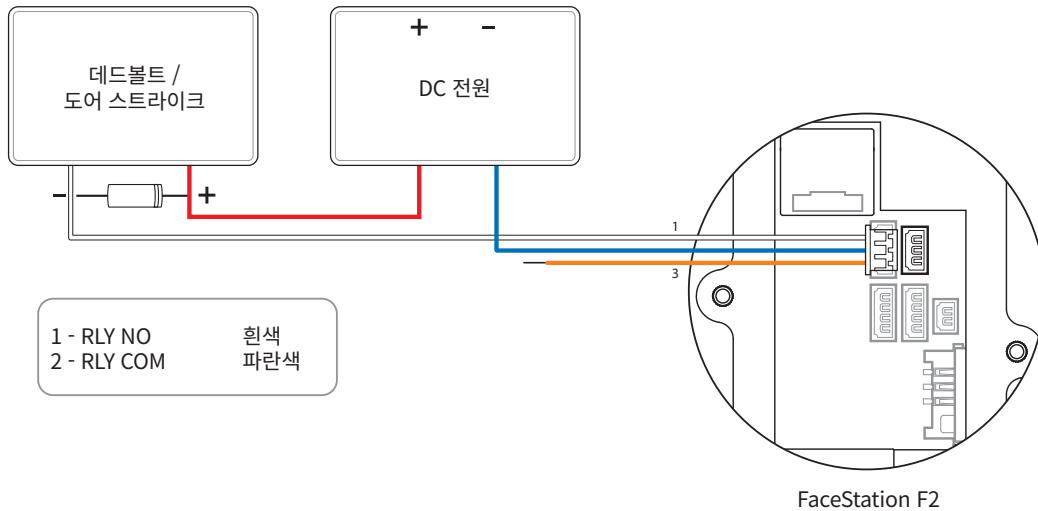 데드볼트 /
도어 스트라이크
+ −
DC 전원
− +
1
3
1 - RLY NO 흰색
2 - RLY COM 파란색
FaceStation F2